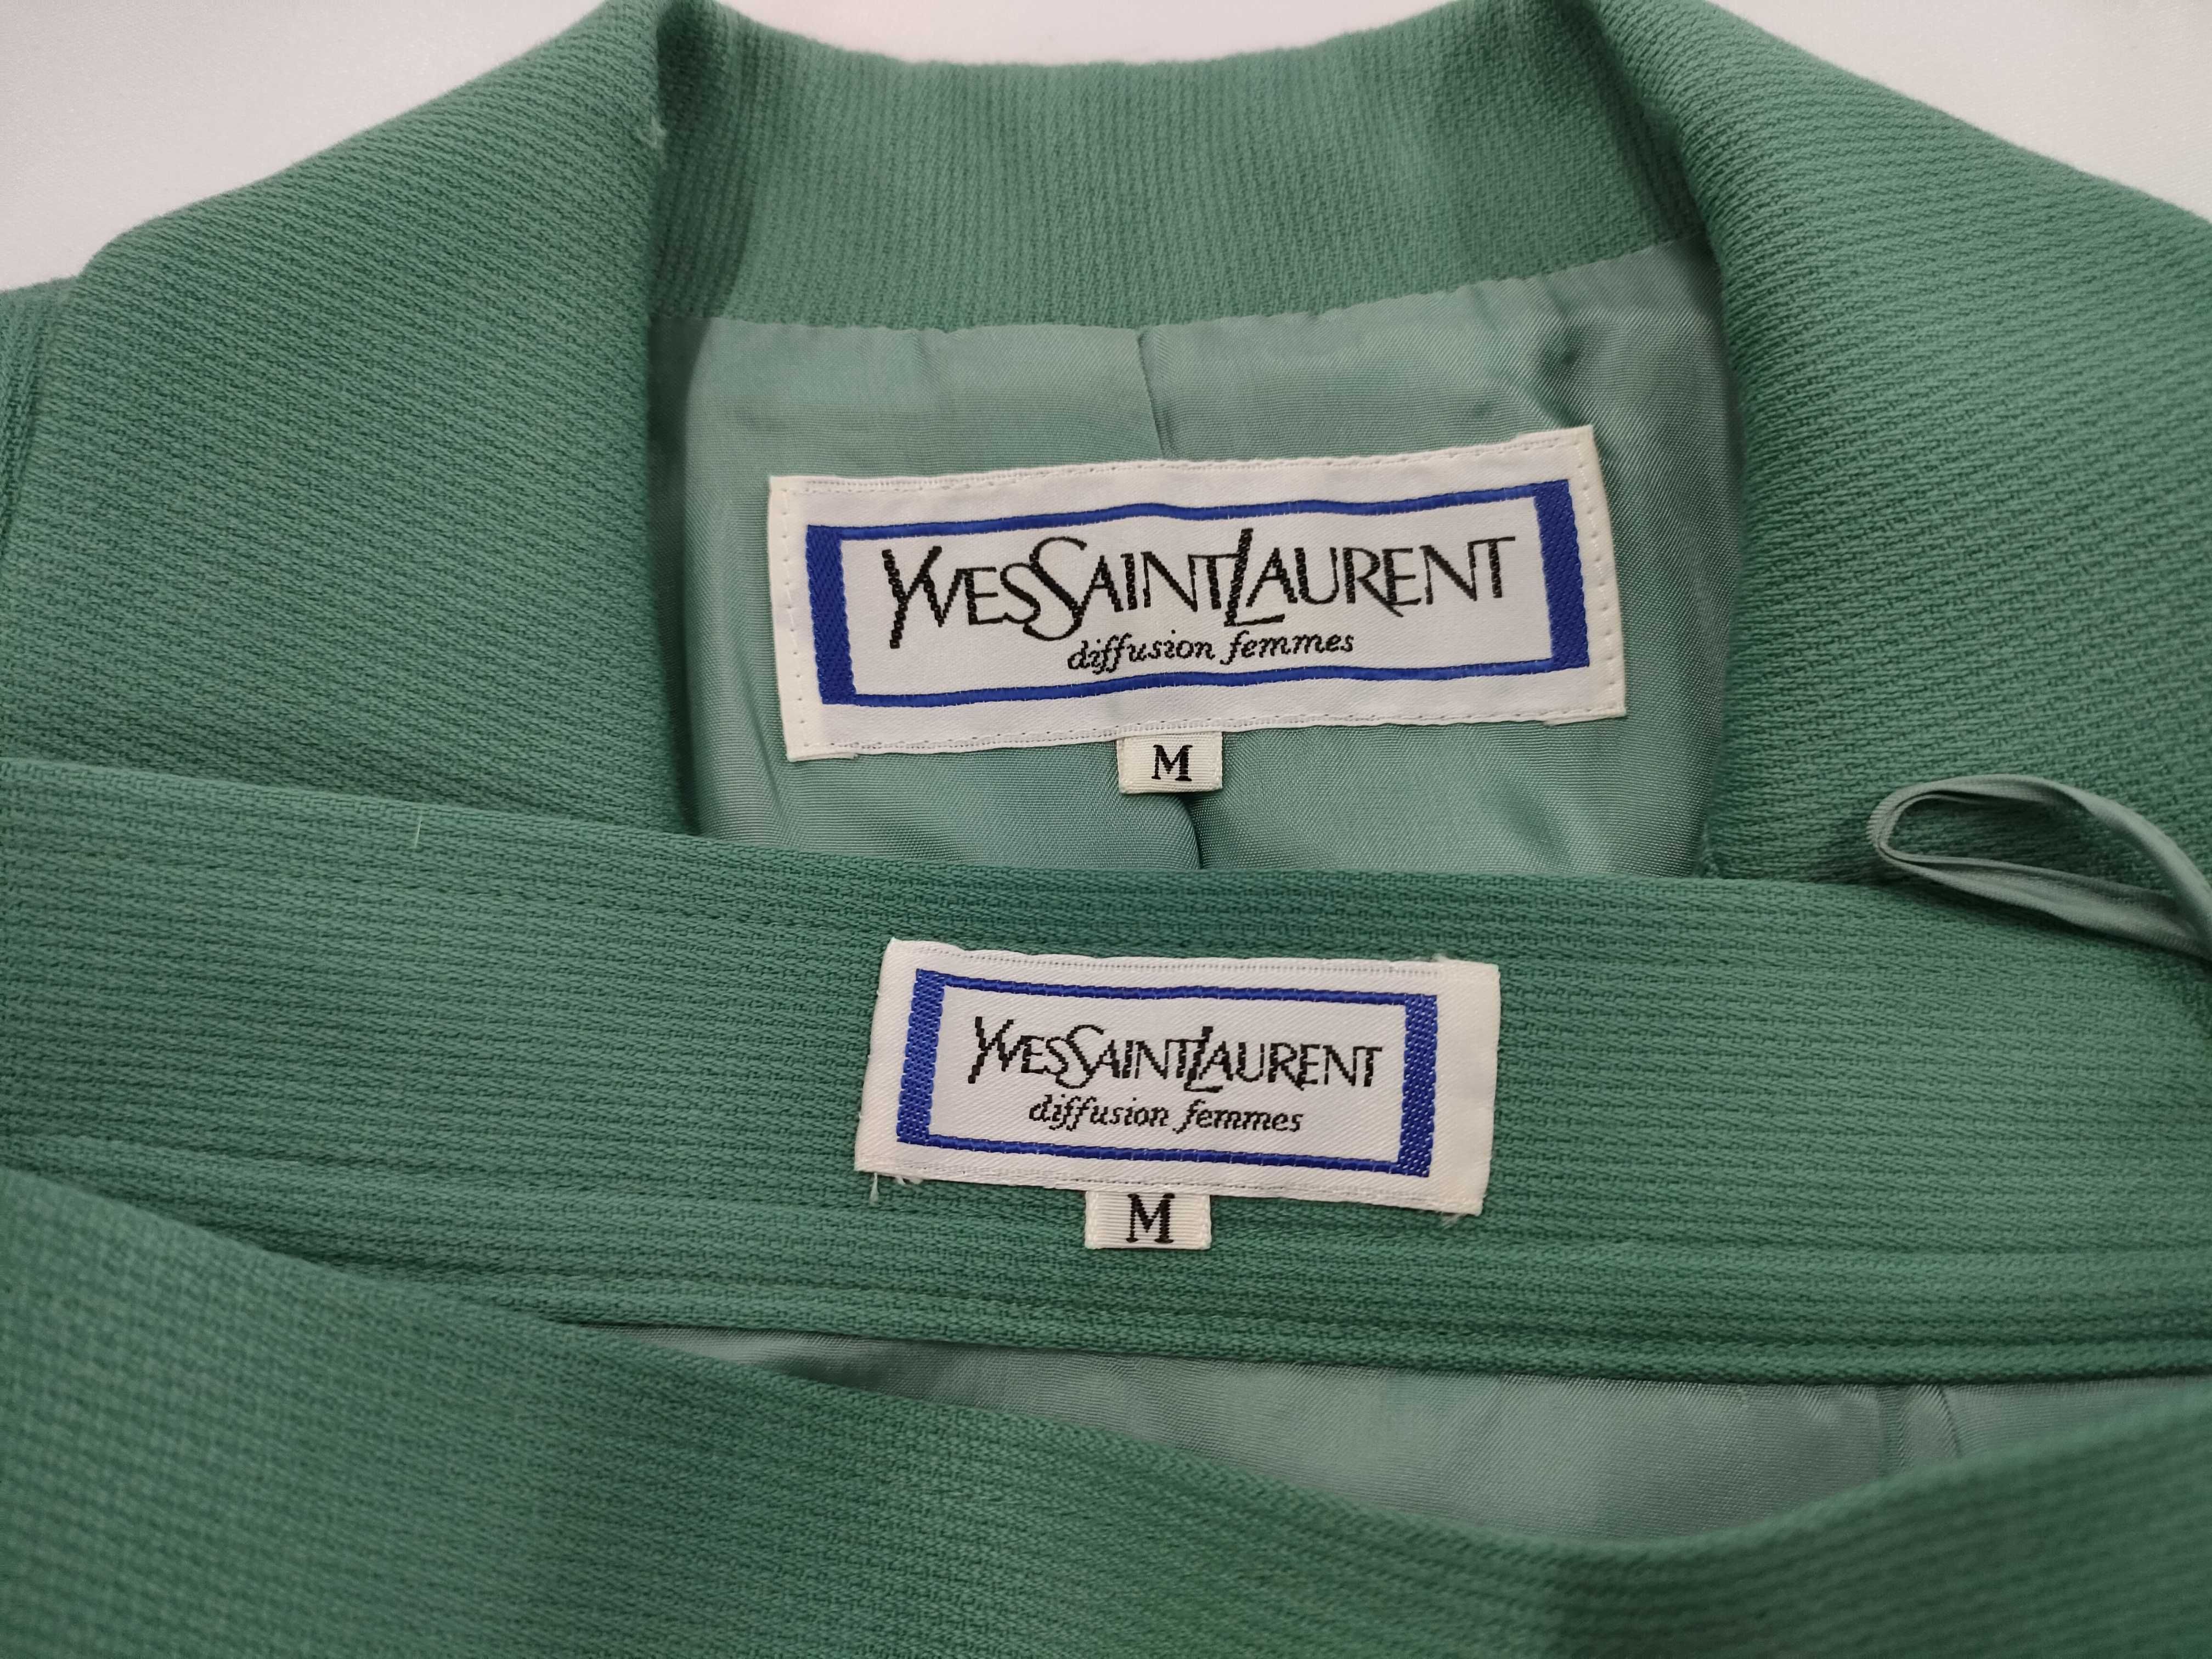 YVESSAINTLAURENT
diffusion femmes
M
YVESSAINTLAURENT
diffusion femmes
M